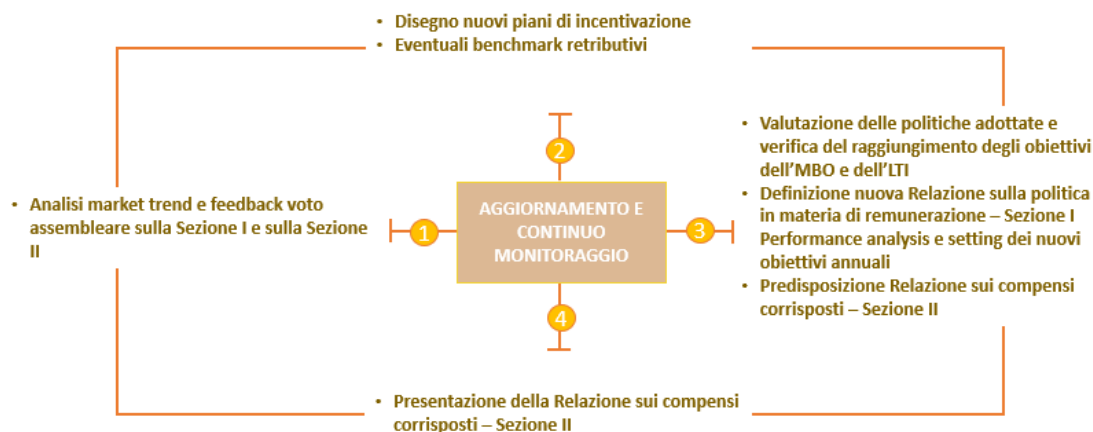 • Disegno nuovi piani di incentivazione
• Eventuali benchmark retributivi
2
• Valutazione delle politiche adottate e
verifica del raggiungimento degli obiettivi
dell'MBO e dell'LTI
• Definizione nuova Relazione sulla politica
in materia di remunerazione – Sezione I
Performance analysis e setting dei nuovi
obiettivi annuali
• Predisposizione Relazione sui compensi
corrisposti – Sezione II
• Analisi market trend e feedback voto
assembleare sulla Sezione I e sulla Sezione
II
1
AGGIORNAMENTO E
CONTINUO
MONITORAGGIO
3
4
• Presentazione della Relazione sui compensi
corrisposti – Sezione II